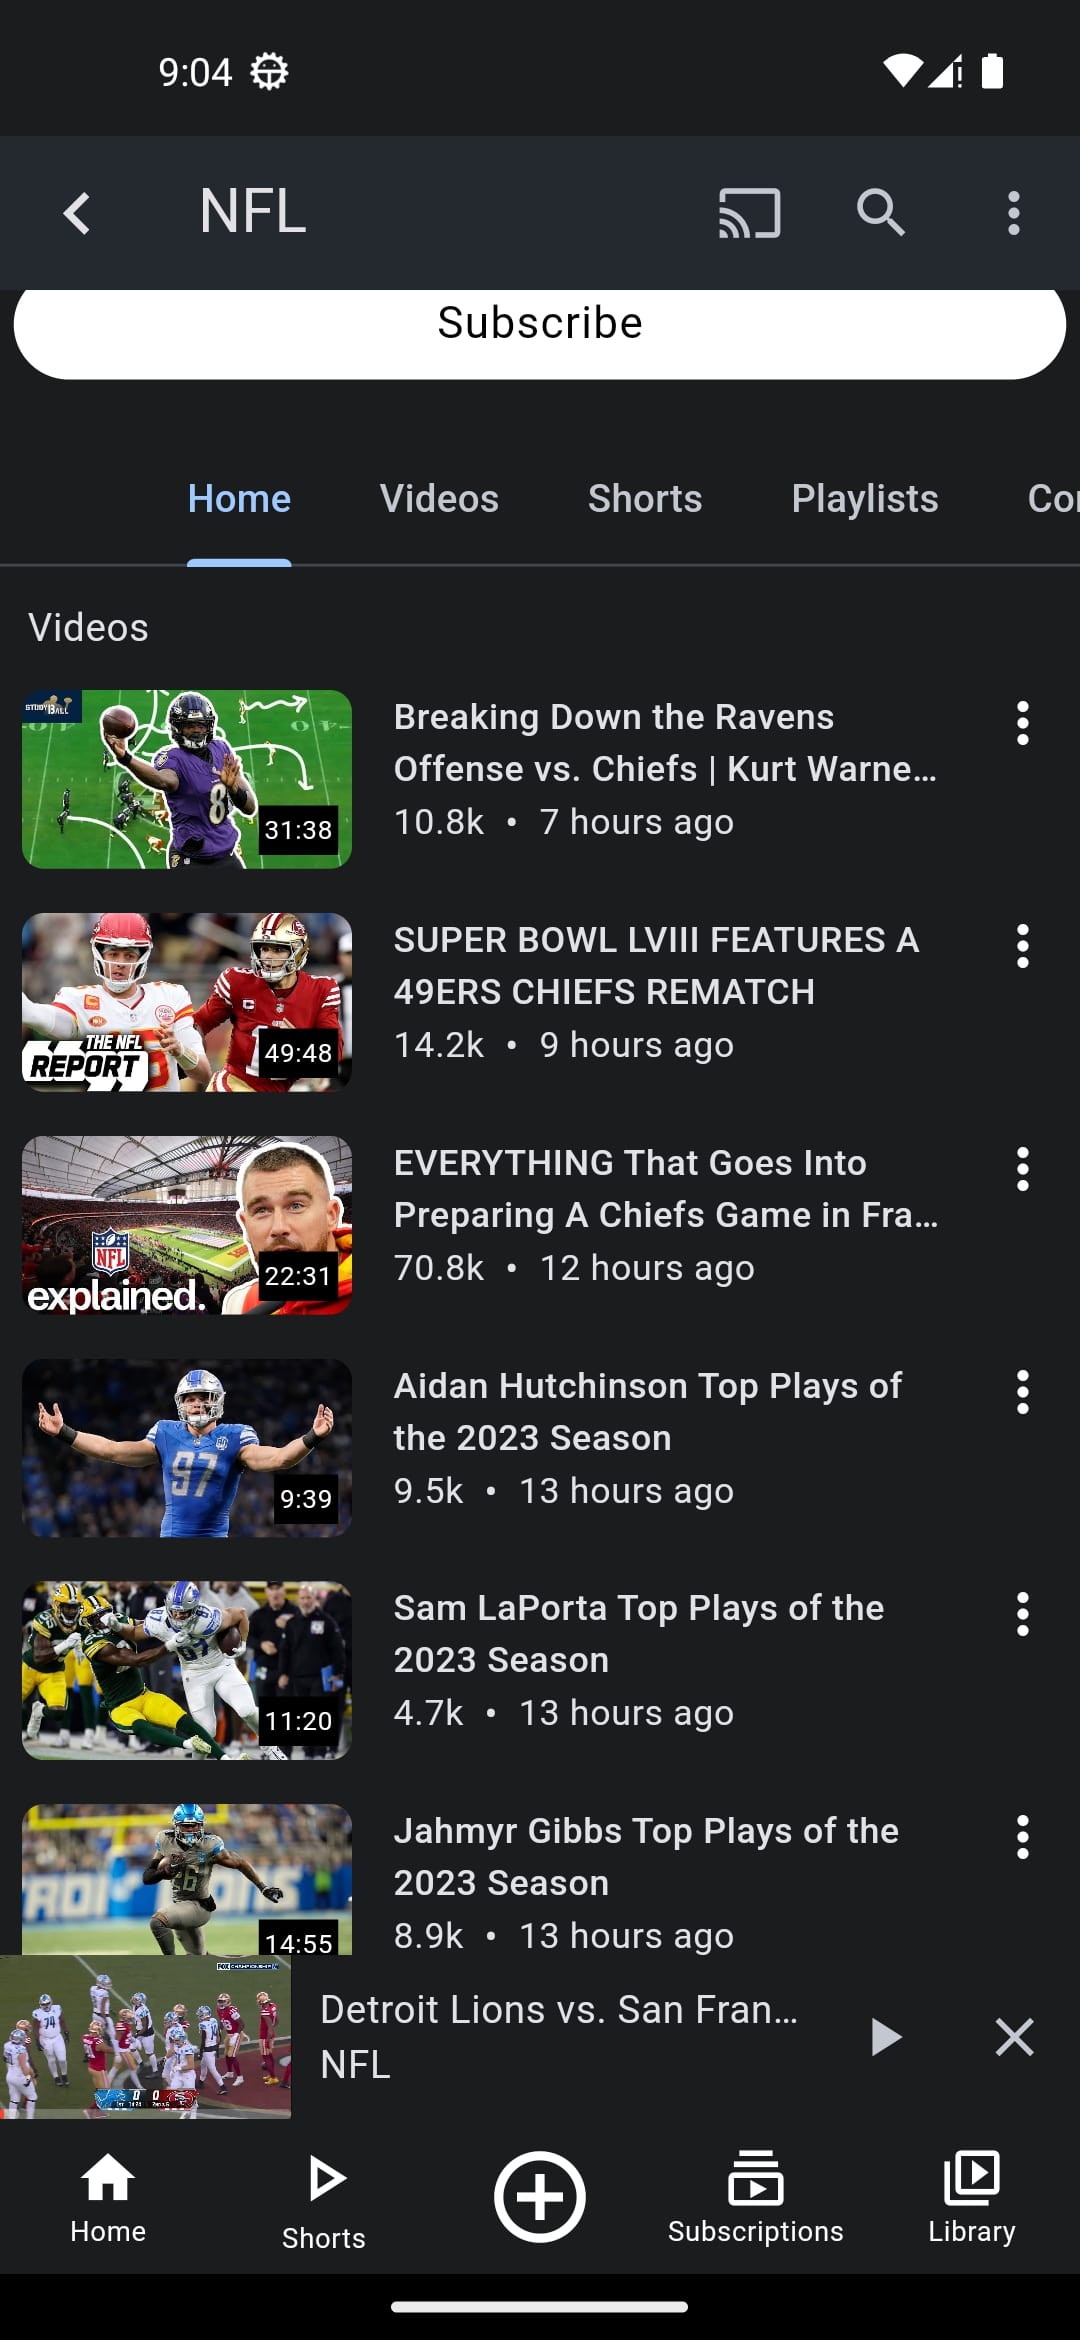 9:04
NFL
Subscribe
Home Videos Shorts Playlists Co
Videos
STUDY BALL
8
31:38
Breaking Down the Ravens
Offense vs. Chiefs | Kurt Warne...
10.8k • 7 hours ago
THE NFL
REPORT
49:48
SUPER BOWL LVIII FEATURES A
49ERS CHIEFS REMATCH
14.2k • 9 hours ago
NFL
explained.
22:31
EVERYTHING That Goes Into
Preparing A Chiefs Game in Fra...
70.8k • 12 hours ago
97
9:39
Aidan Hutchinson Top Plays of
the 2023 Season
9.5k • 13 hours ago
87
11:20
Sam LaPorta Top Plays of the
2023 Season
4.7k • 13 hours ago
26
14:55
Jahmyr Gibbs Top Plays of the
2023 Season
8.9k • 13 hours ago
Detroit Lions vs. San Fran...
NFL
Home Shorts Subscriptions Library